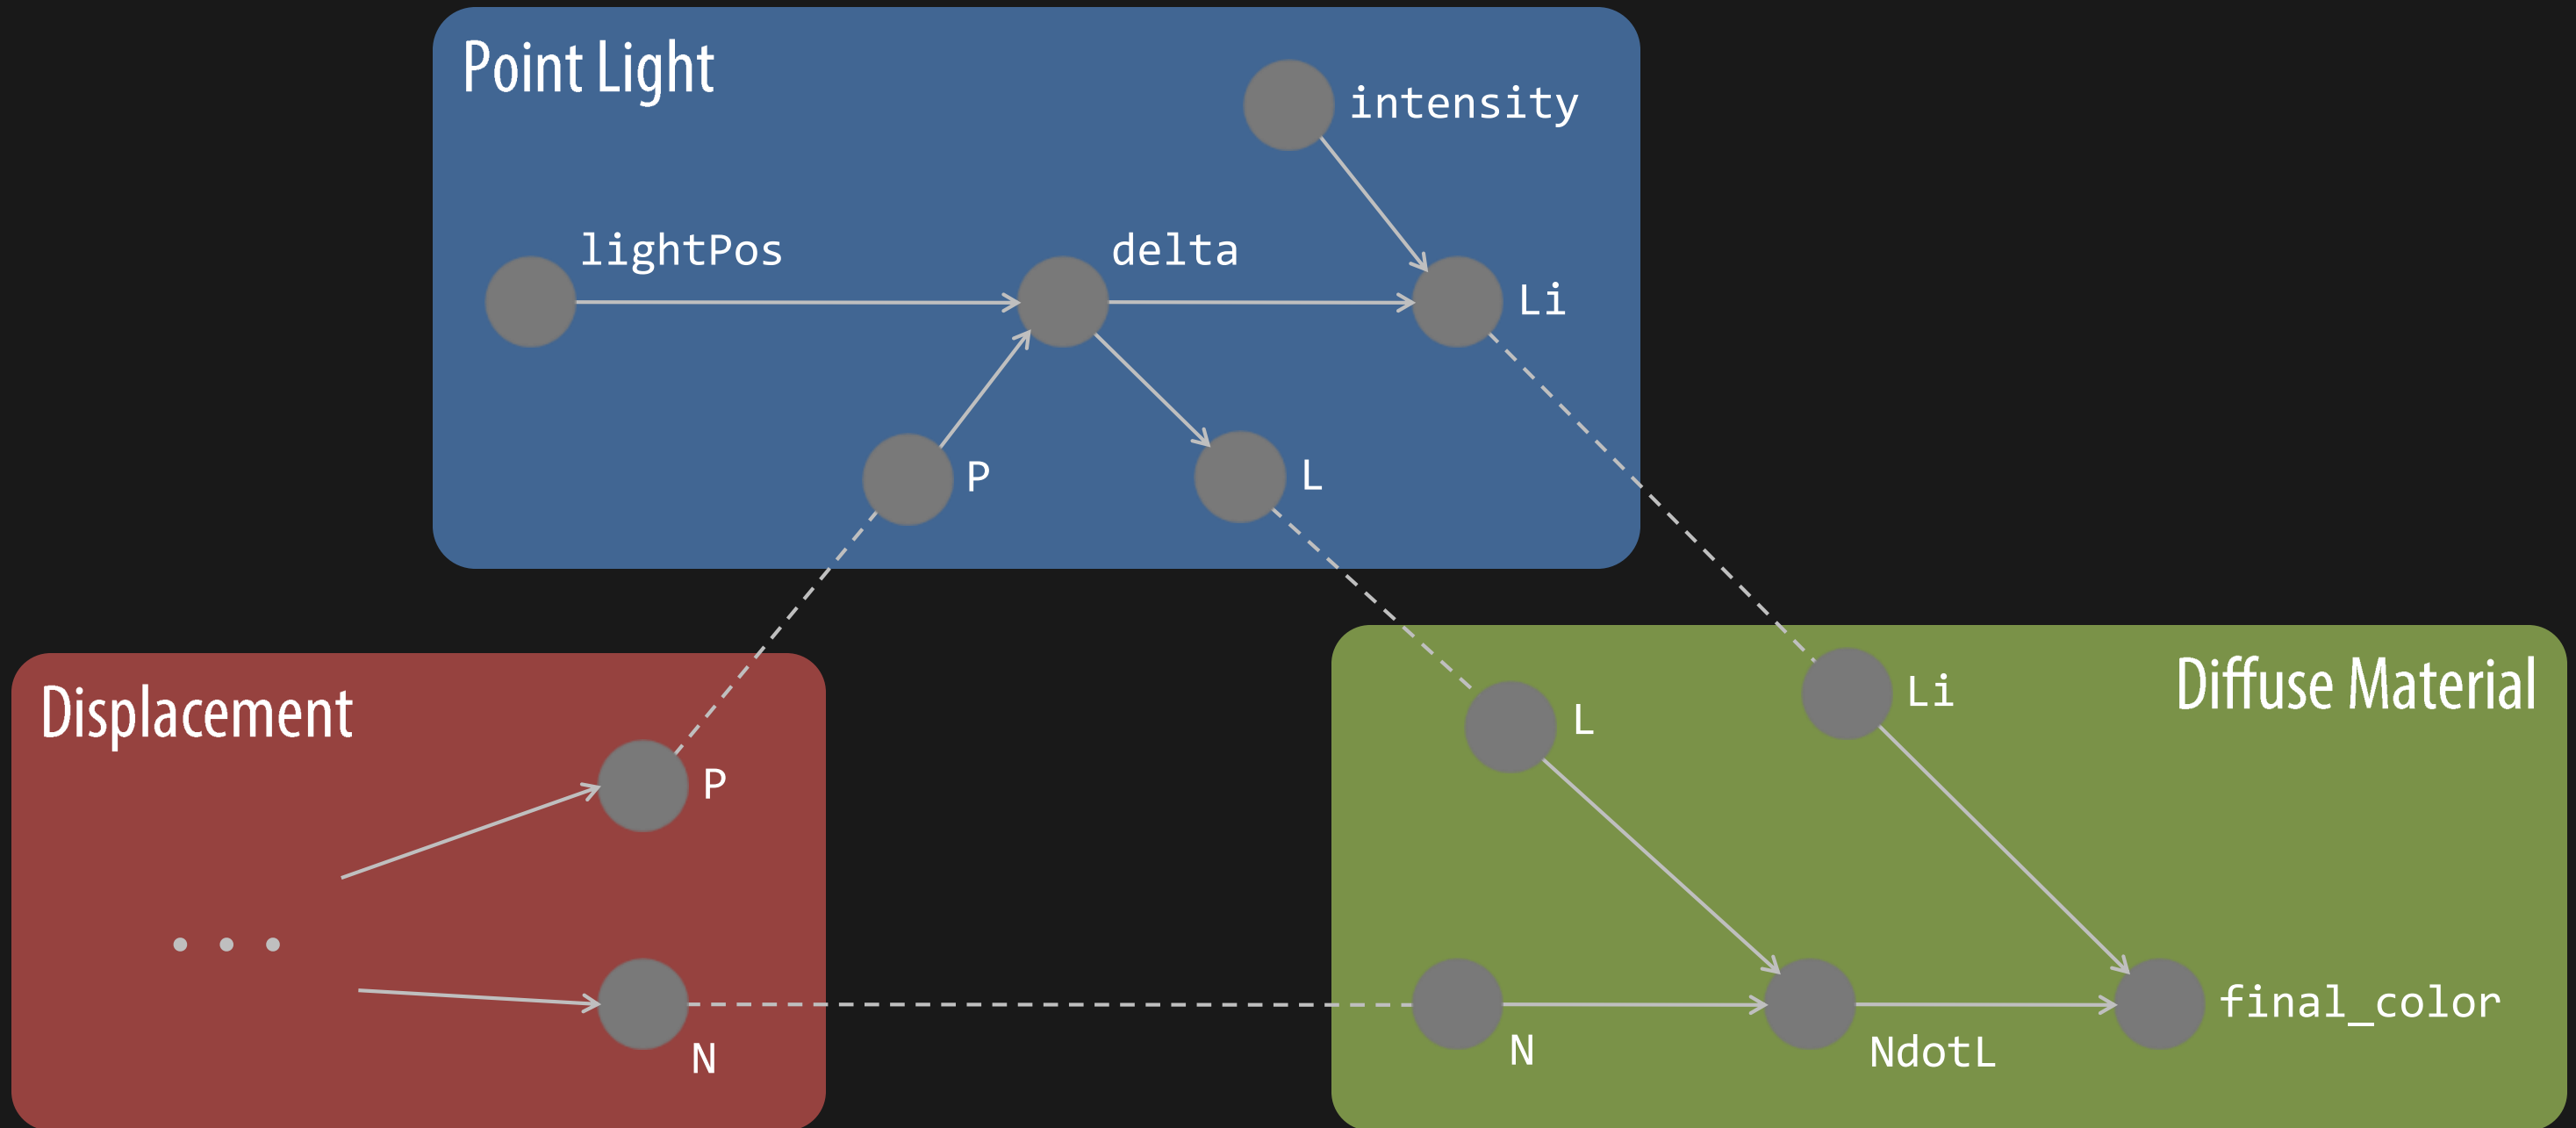 Point Light
intensity
lightPos
delta
Li
P
L
Displacement
P
N
Diffuse Material
Li
L
N
NdotL
final_color